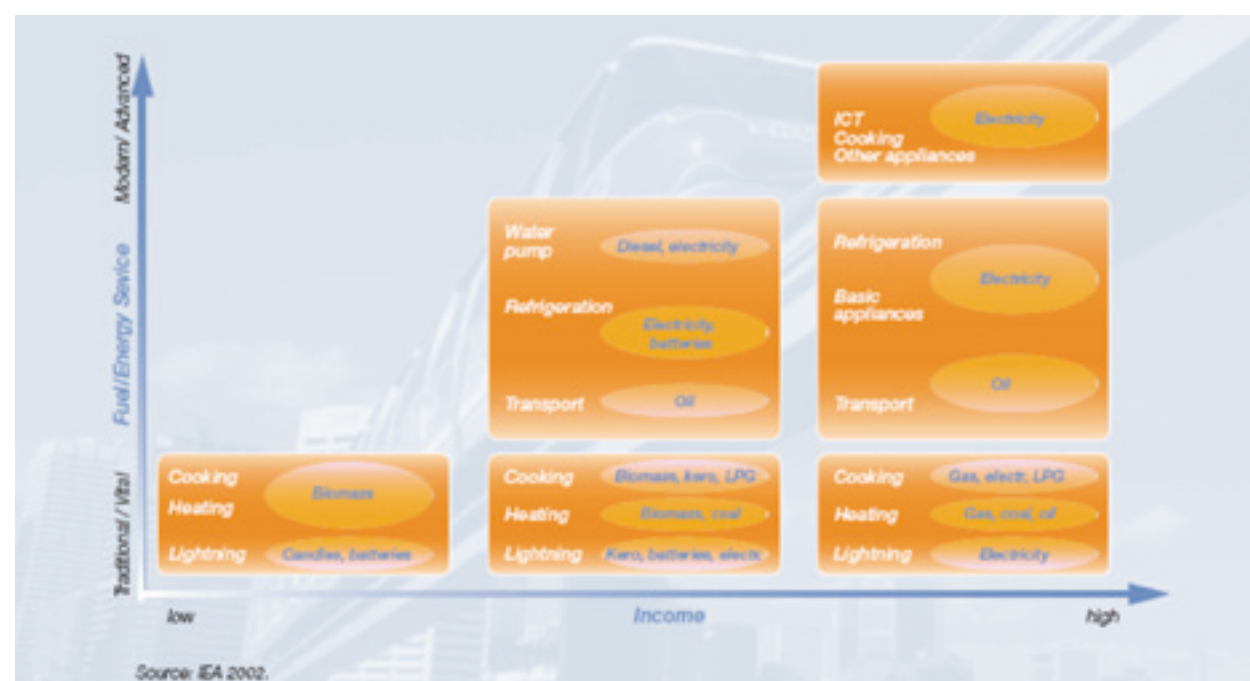 Modern/ Advanced
Fuel/Energy Sevice
Traditional/ Vital
ICT
Cooking
Other appliances
Electricity
Water
pump
Diesel, electricity
Refrigeration
Electricity,
batteries
Transport
Oil
Refrigeration
Electricity
Basic
appliances
Transport
Oil
Cooking
Heating
Biomass
Lightning
Candles, batteries
Cooking
Biomass, kero, LPG
Heating
Biomass, coal
Lightning
Kero, batteries, electr.
Cooking
Gas, electr, LPG
Heating
Gas, coal, oil
Lightning
Electricity
low
Income
high
Source: IEA 2002.